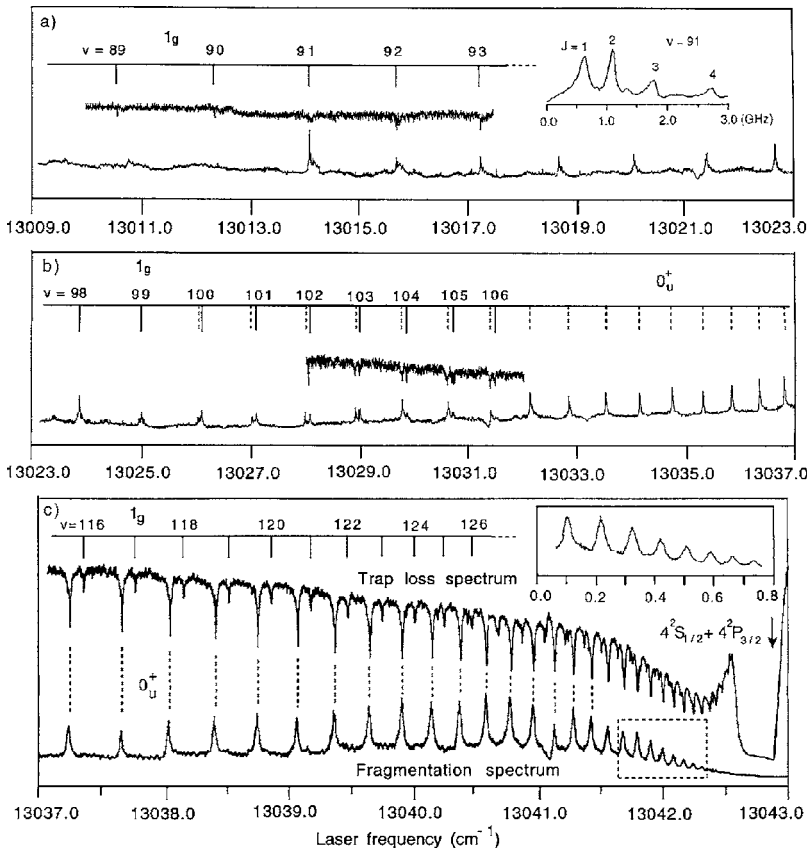 a)
1g
v = 89 90 91 92 93
J = 1 2 3 4
v = 91
0.0 1.0 2.0 3.0 (GHz)
13009.0 13011.0 13013.0 13015.0 13017.0 13019.0 13021.0 13023.0
b)
1g
0u+
v = 98 99 100 101 102 103 104 105 106
13023.0 13025.0 13027.0 13029.0 13031.0 13033.0 13035.0 13037.0
c)
1g
v=116 118 120 122 124 126
0.0 0.2 0.4 0.6 0.8
Trap loss spectrum
4²S1/2 + 4²P3/2
0u+
Fragmentation spectrum
13037.0 13038.0 13039.0 13040.0 13041.0 13042.0 13043.0
Laser frequency (cm⁻¹)